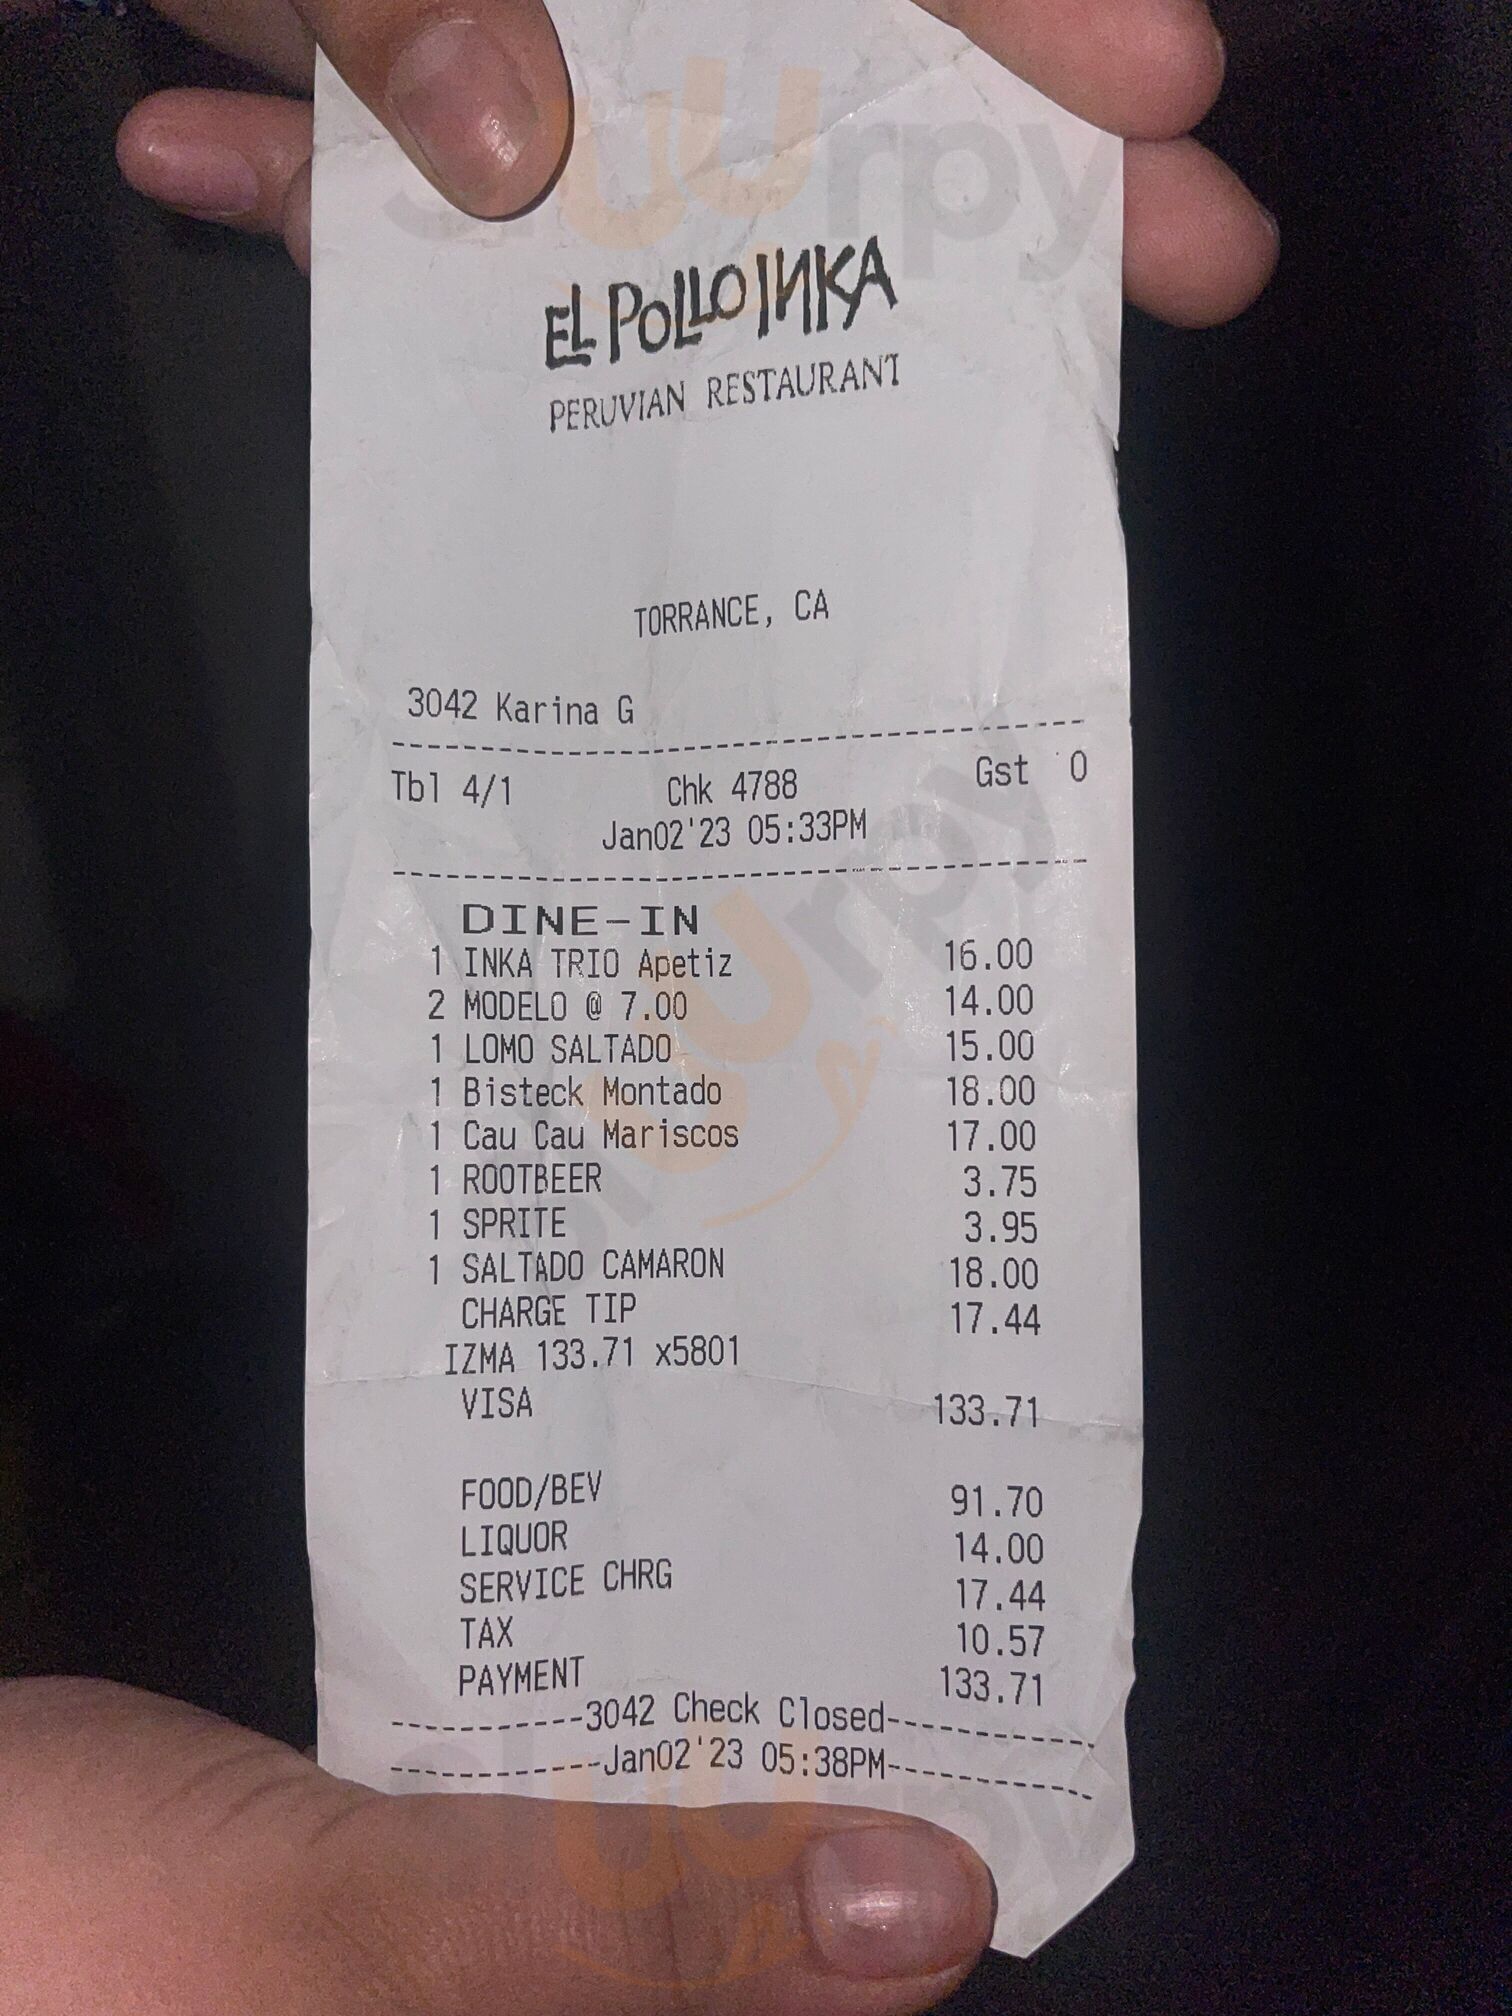 EL POLLO INKA
PERUVIAN RESTAURANT
TORRANCE, CA
3042 Karina G
Tbl 4/1 Chk 4788 Gst 0
Jan02'23 05:33PM
DINE-IN
1 INKA TRIO Apetiz 16.00
2 MODELO @ 7.00 14.00
1 LOMO SALTADO 15.00
1 Bisteck Montado 18.00
1 Cau Cau Mariscos 17.00
1 ROOTBEER 3.75
1 SPRITE 3.95
1 SALTADO CAMARON 18.00
CHARGE TIP 17.44
IZMA 133.71 x5801
VISA 133.71
FOOD/BEV 91.70
LIQUOR 14.00
SERVICE CHRG 17.44
TAX 10.57
PAYMENT 133.71
-----------3042 Check Closed------------
------------Jan02'23 05:38PM------------